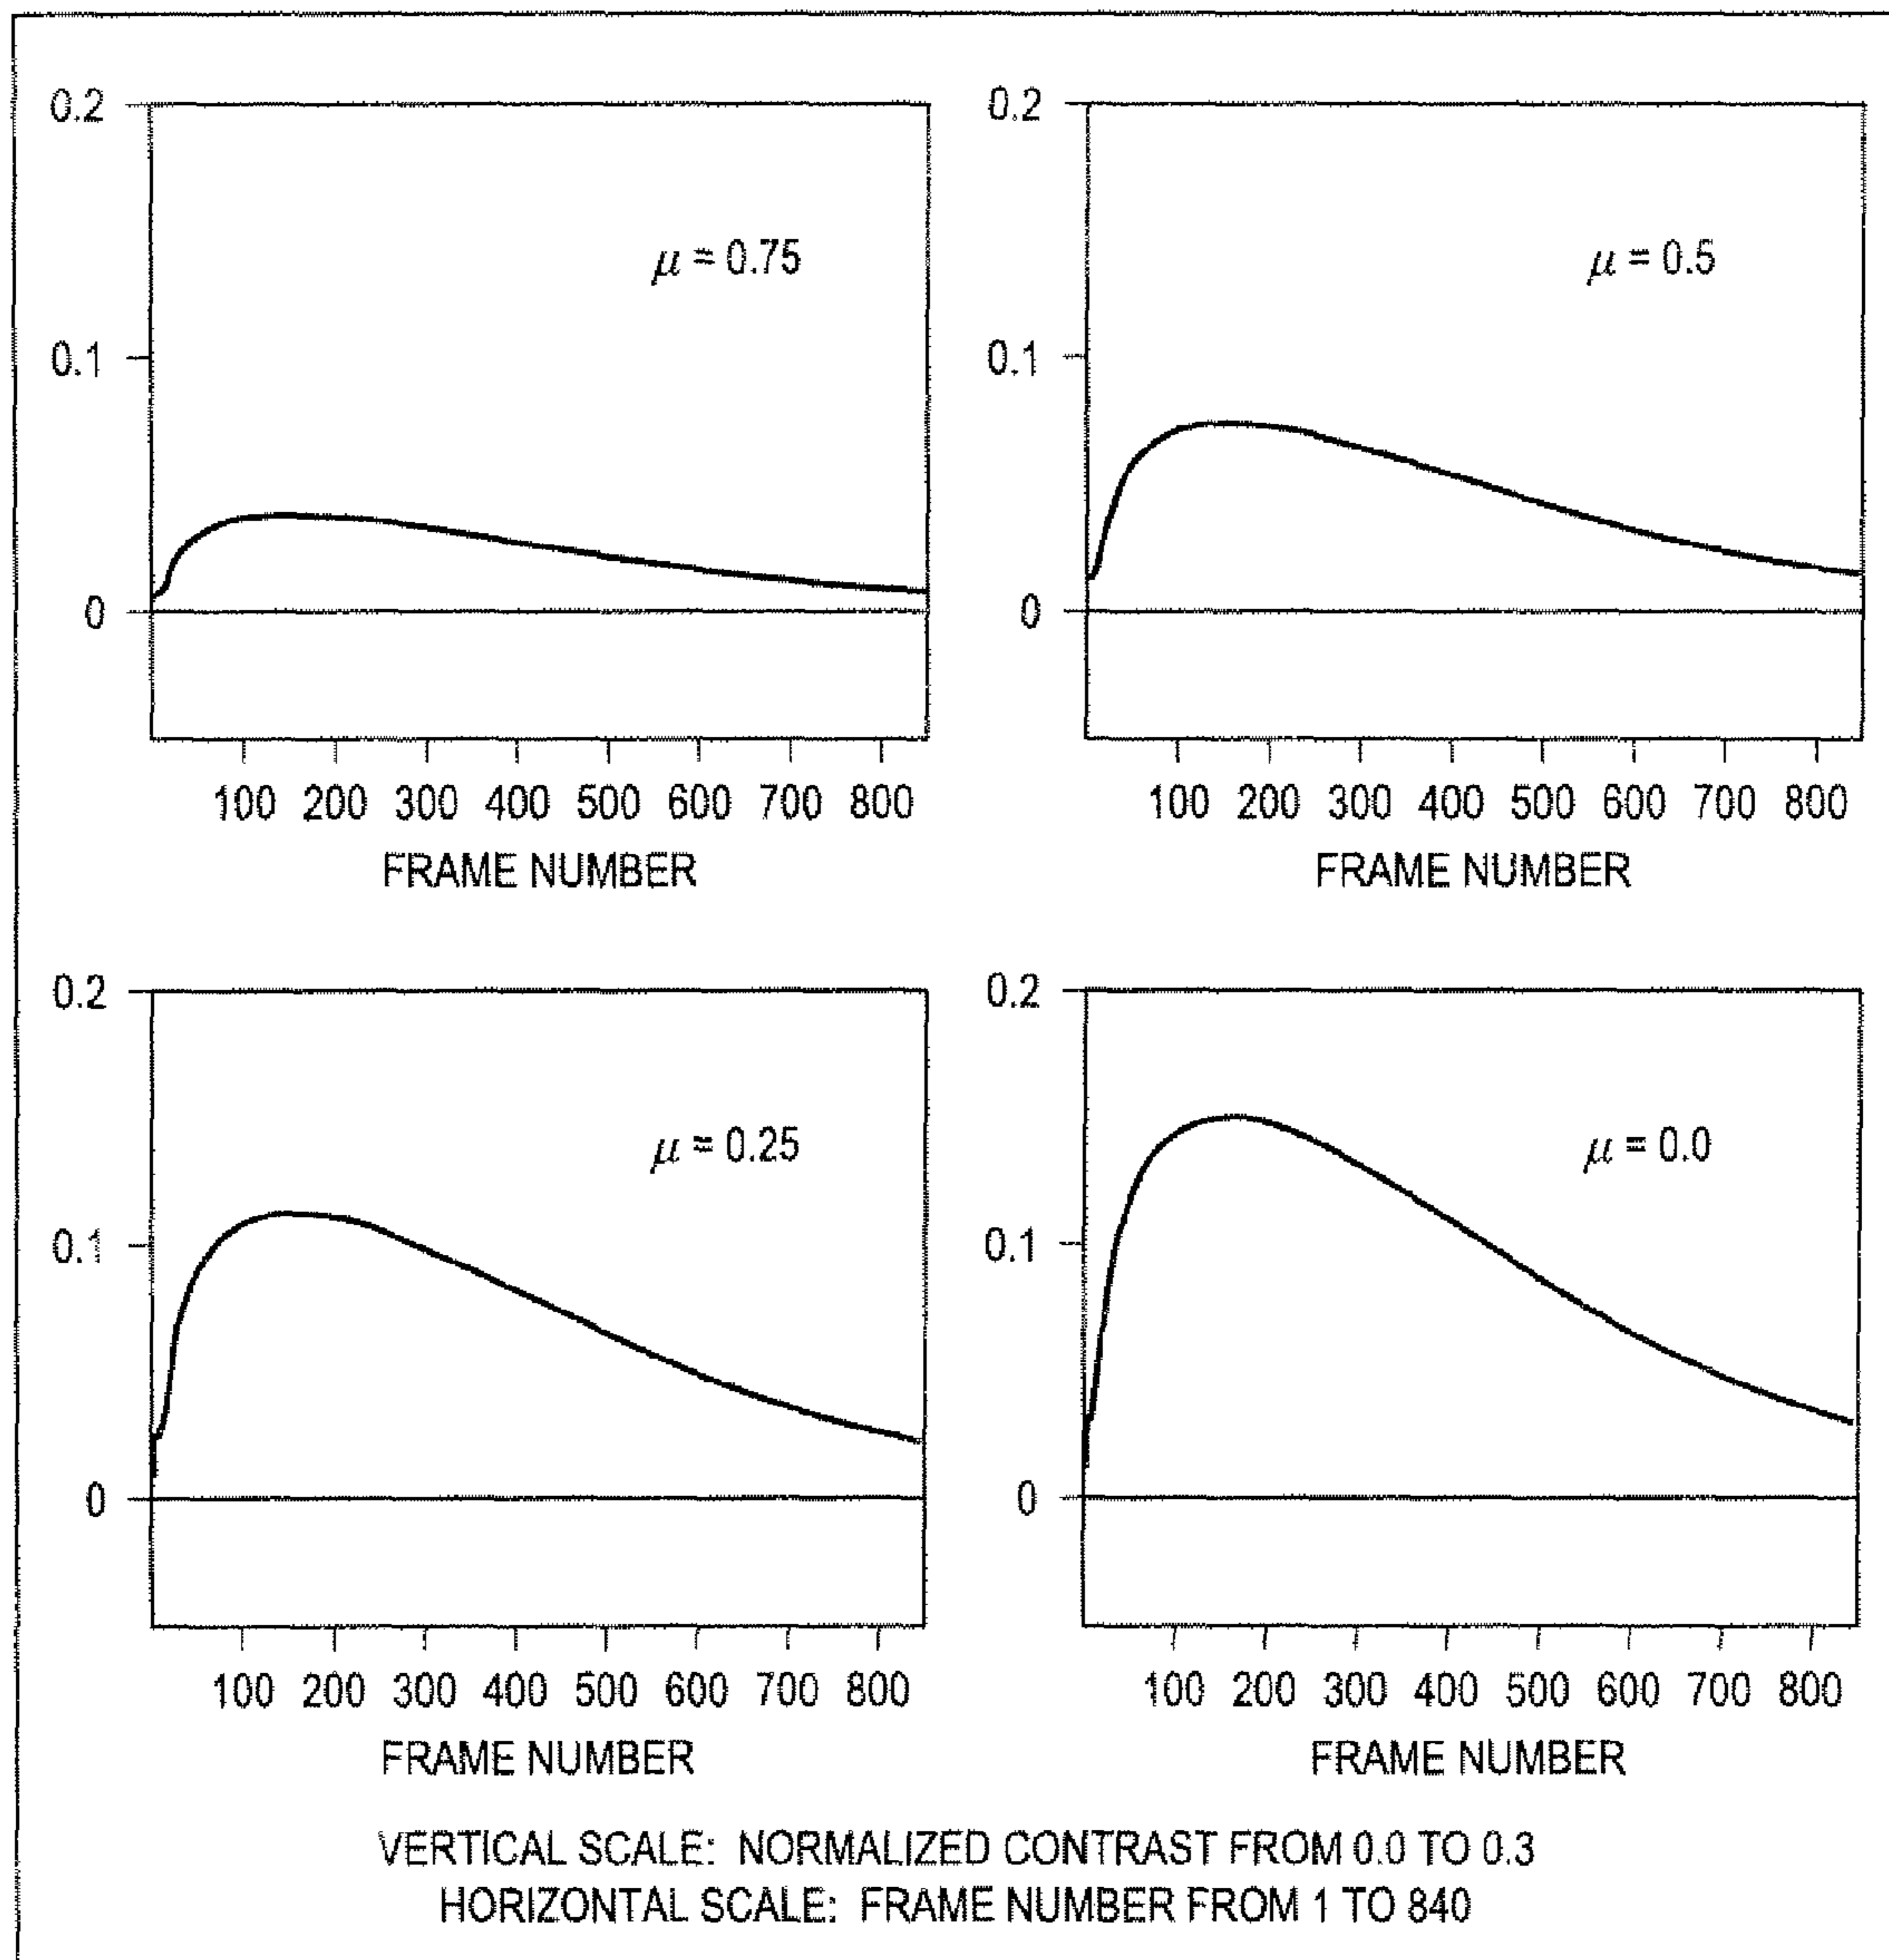 0.2
μ = 0.75
0.1
0
100 200 300 400 500 600 700 800
FRAME NUMBER
0.2
μ = 0.5
0.1
0
100 200 300 400 500 600 700 800
FRAME NUMBER
0.2
μ = 0.25
0.1
0
100 200 300 400 500 600 700 800
FRAME NUMBER
0.2
μ = 0.0
0.1
0
100 200 300 400 500 600 700 800
FRAME NUMBER
VERTICAL SCALE: NORMALIZED CONTRAST FROM 0.0 TO 0.3
HORIZONTAL SCALE: FRAME NUMBER FROM 1 TO 840